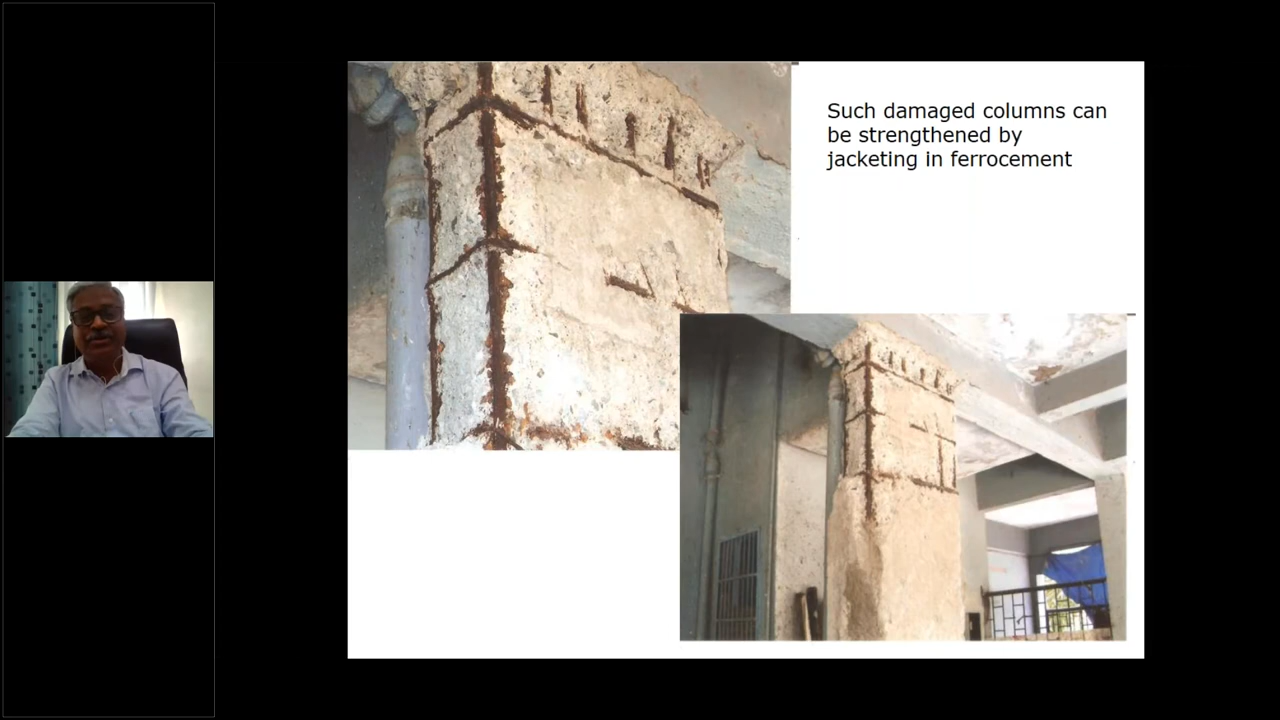 Such damaged columns can
be strengthened by
jacketing in ferrocement